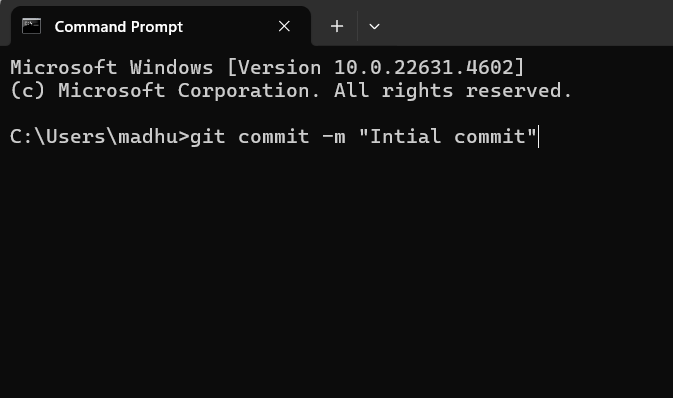 Command Prompt
Microsoft Windows [Version 10.0.22631.4602]
(c) Microsoft Corporation. All rights reserved.
C:\Users\madhu>git commit -m "Intial commit"